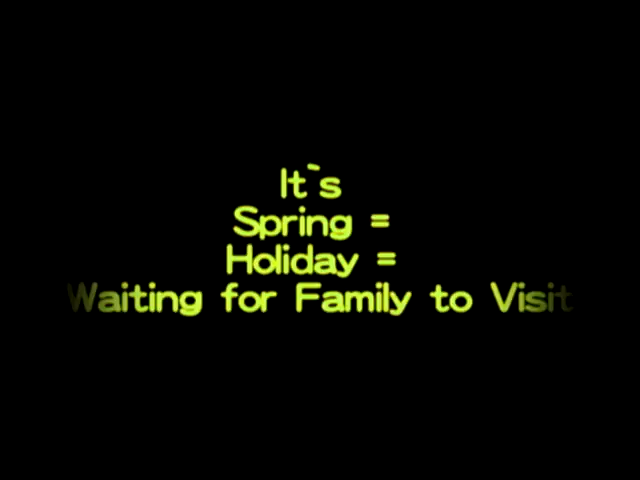 It`s
Spring =
Holiday =
Waiting for Family to Visit